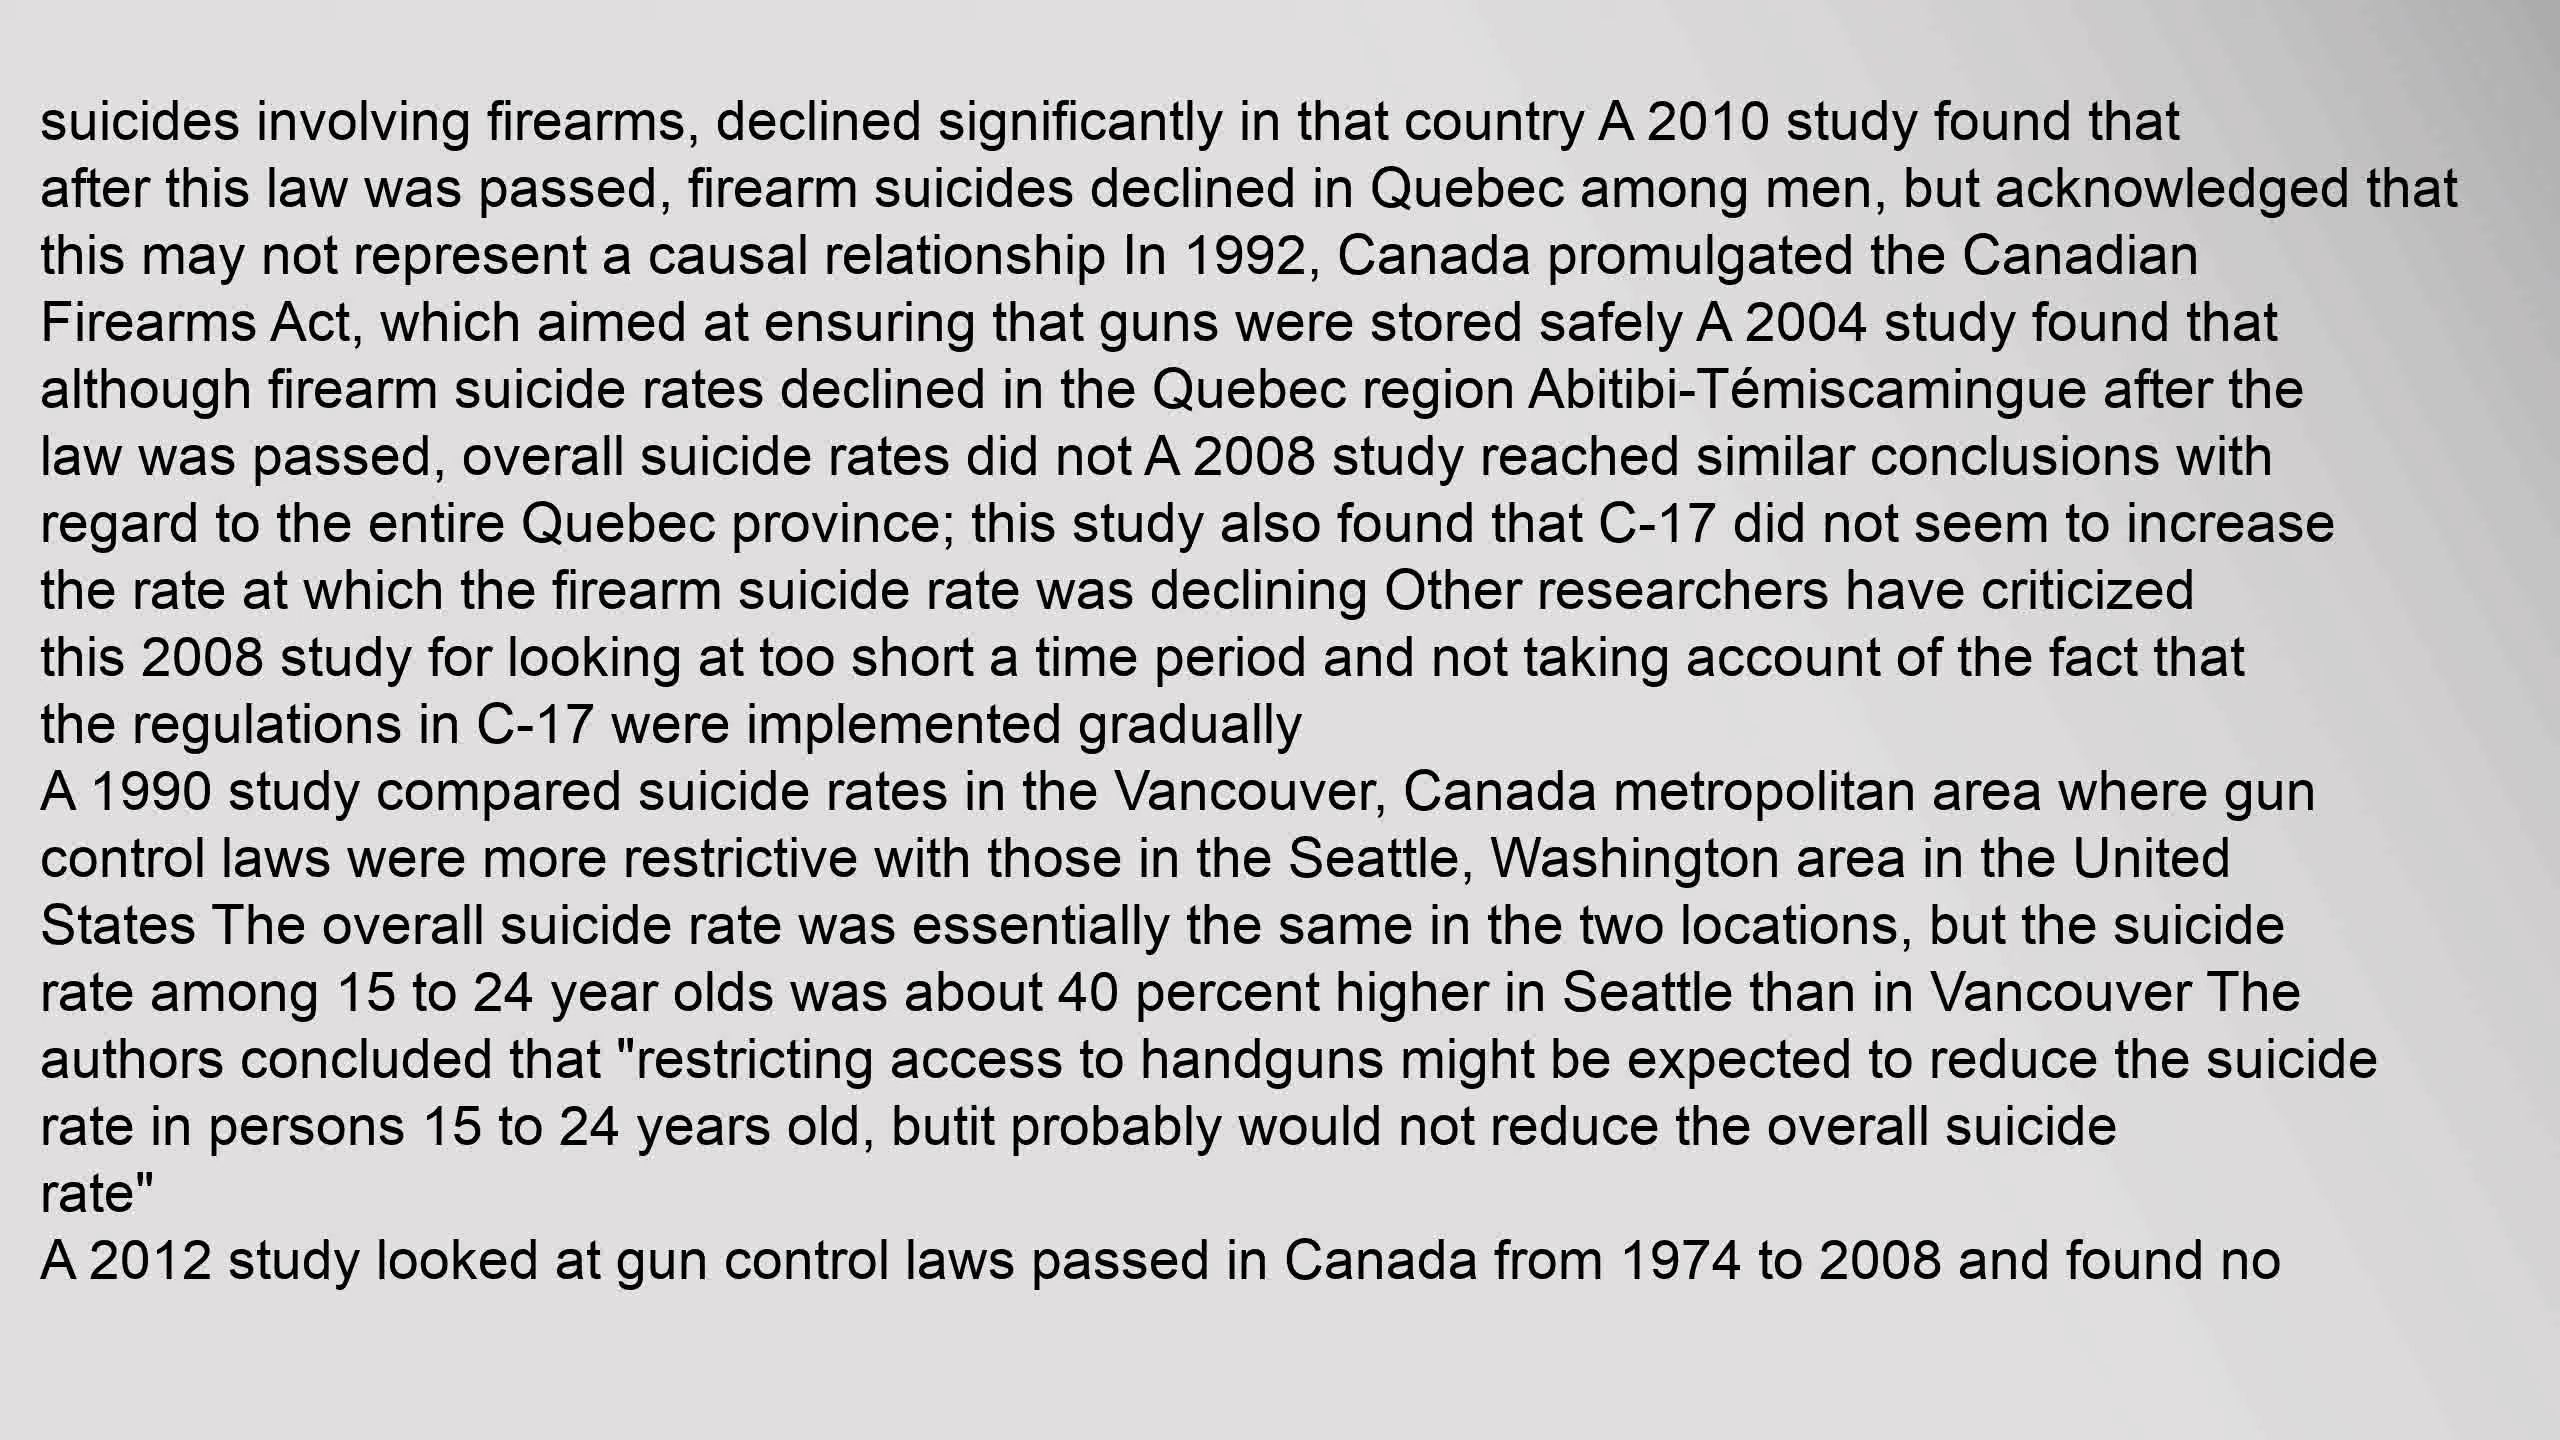 suicides involving firearms, declined significantly in that country A 2010 study found that
after this law was passed, firearm suicides declined in Quebec among men, but acknowledged that
this may not represent a causal relationship In 1992, Canada promulgated the Canadian
Firearms Act, which aimed at ensuring that guns were stored safely A 2004 study found that
although firearm suicide rates declined in the Quebec region Abitibi-Témiscamingue after the
law was passed, overall suicide rates did not A 2008 study reached similar conclusions with
regard to the entire Quebec province; this study also found that C-17 did not seem to increase
the rate at which the firearm suicide rate was declining Other researchers have criticized
this 2008 study for looking at too short a time period and not taking account of the fact that
the regulations in C-17 were implemented gradually
A 1990 study compared suicide rates in the Vancouver, Canada metropolitan area where gun
control laws were more restrictive with those in the Seattle, Washington area in the United
States The overall suicide rate was essentially the same in the two locations, but the suicide
rate among 15 to 24 year olds was about 40 percent higher in Seattle than in Vancouver The
authors concluded that "restricting access to handguns might be expected to reduce the suicide
rate in persons 15 to 24 years old, butit probably would not reduce the overall suicide
rate"
A 2012 study looked at gun control laws passed in Canada from 1974 to 2008 and found no